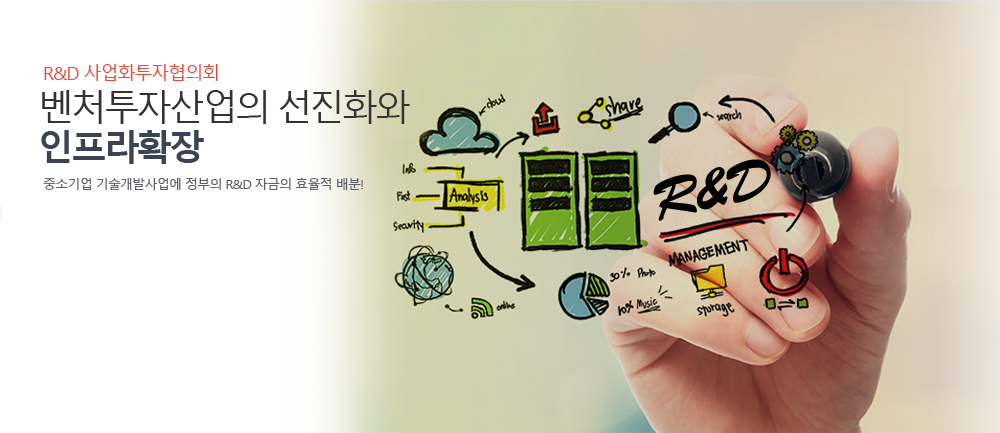 R&D 사업화투자협의회
벤처투자산업의 선진화와
인프라확장
중소기업 기술개발사업에 정부의 R&D 자금의 효율적 배분!
cloud
share
search
Info
Fast
Analysis
Security
R&D
MANAGEMENT
30% Photo
10% Music
storage
online